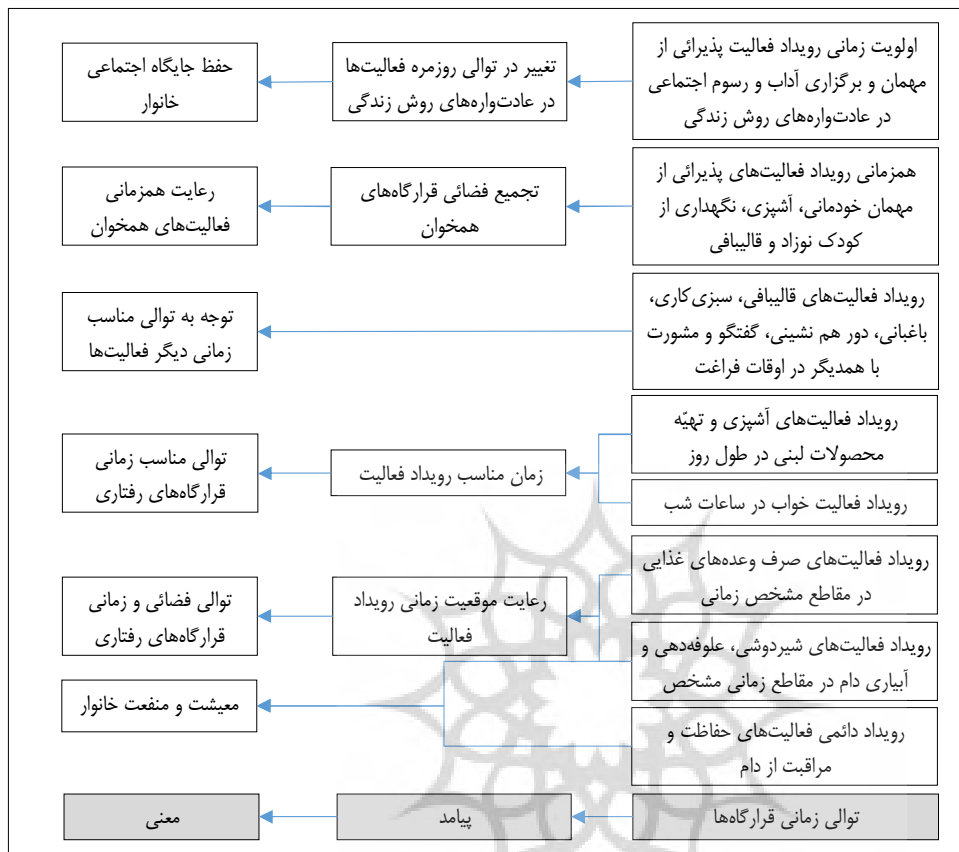 اولویت زمانی رویداد فعالیت پذیرائی از
مهمان و برگزاری آداب و رسوم اجتماعی
در عادت‌واره‌های روش زندگی
تغییر در توالی روزمره فعالیت‌ها
در عادت‌واره‌های روش زندگی
حفظ جایگاه اجتماعی
خانوار
همزمانی رویداد فعالیت‌های پذیرائی از
مهمان خودمانی، آشپزی، نگهداری از
کودک نوزاد و قالیبافی
تجمیع فضائی قرارگاه‌های
همخوان
رعایت همزمانی
فعالیت‌های همخوان
رویداد فعالیت‌های قالیبافی، سبزی‌کاری،
باغبانی، دور هم نشینی، گفتگو و مشورت
با همدیگر در اوقات فراغت
توجه به توالی مناسب
زمانی دیگر فعالیت‌ها
رویداد فعالیت‌های آشپزی و تهیّه
محصولات لبنی در طول روز
رویداد فعالیت خواب در ساعات شب
زمان مناسب رویداد فعالیت
توالی مناسب زمانی
قرارگاه‌های رفتاری
رویداد فعالیت‌های صرف وعده‌های غذایی
در مقاطع مشخص زمانی
رویداد فعالیت‌های شیردوشی، علوفه‌دهی و
آبیاری دام در مقاطع زمانی مشخص
رعایت موقعیت زمانی رویداد
فعالیت
توالی فضائی و زمانی
قرارگاه‌های رفتاری
رویداد دائمی فعالیت‌های حفاظت و
مراقبت از دام
معیشت و منفعت خانوار
توالی زمانی قرارگاه‌ها
پیامد
معنی